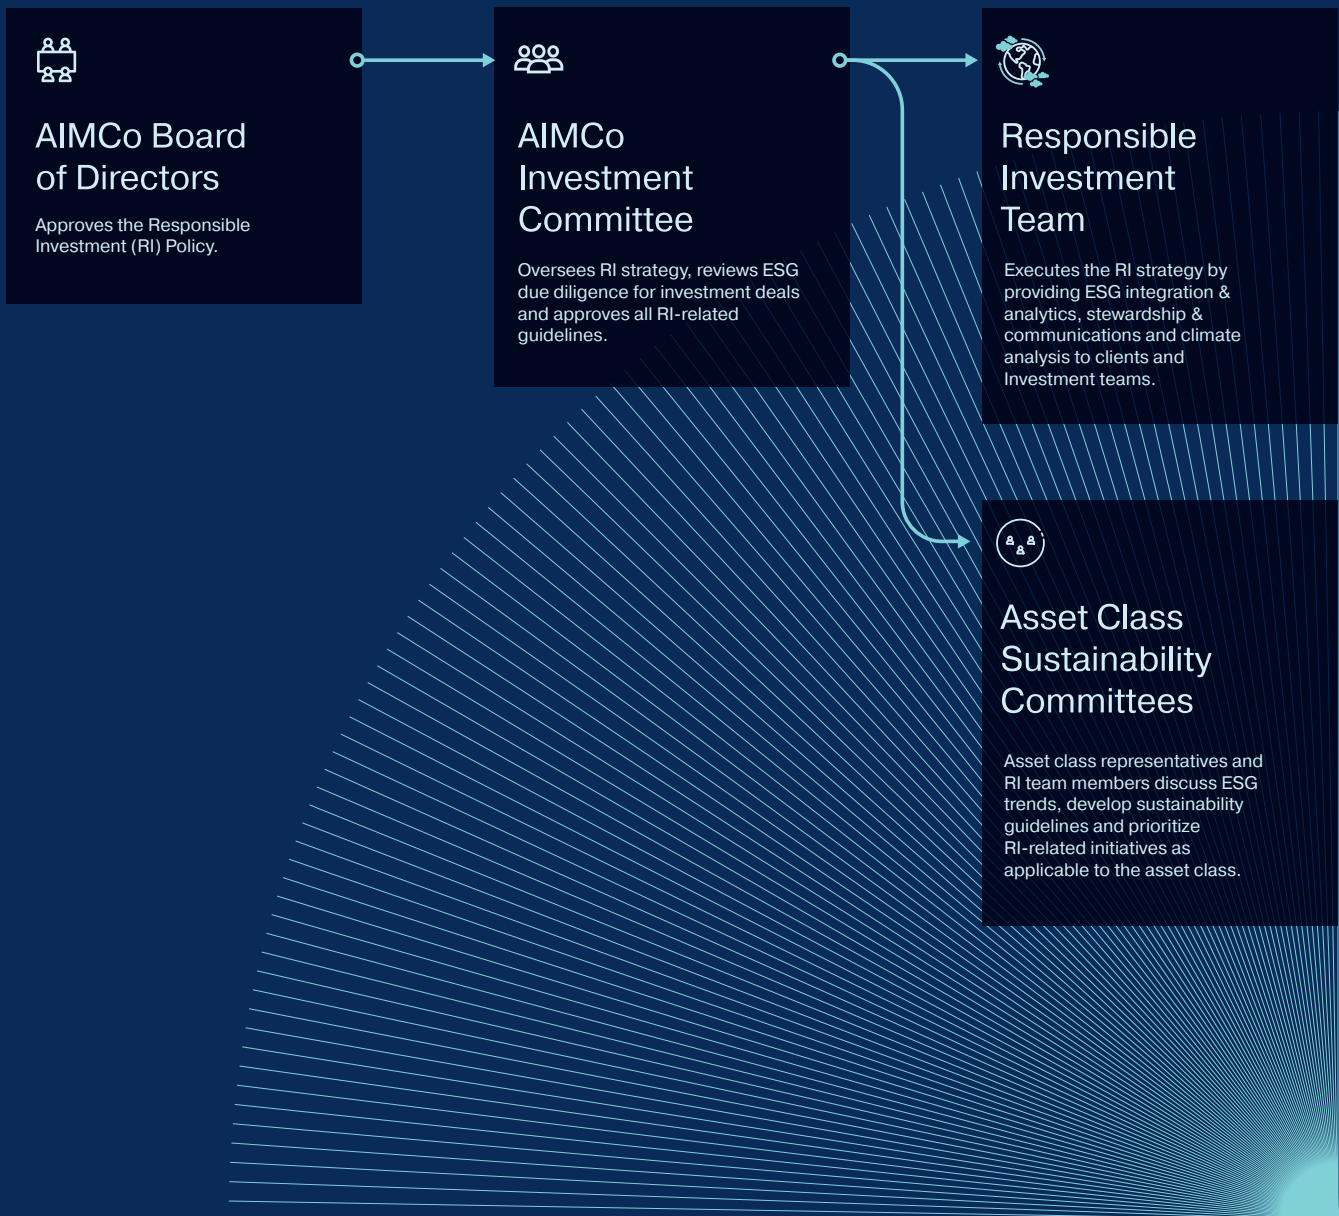 AIMCo Board
of Directors
Approves the Responsible
Investment (RI) Policy.
AIMCo
Investment
Committee
Oversees RI strategy, reviews ESG
due diligence for investment deals
and approves all RI-related
guidelines.
Responsible
Investment
Team
Executes the RI strategy by
providing ESG integration &
analytics, stewardship &
communications and climate
analysis to clients and
Investment teams.
Asset Class
Sustainability
Committees
Asset class representatives and
RI team members discuss ESG
trends, develop sustainability
guidelines and prioritize
RI-related initiatives as
applicable to the asset class.